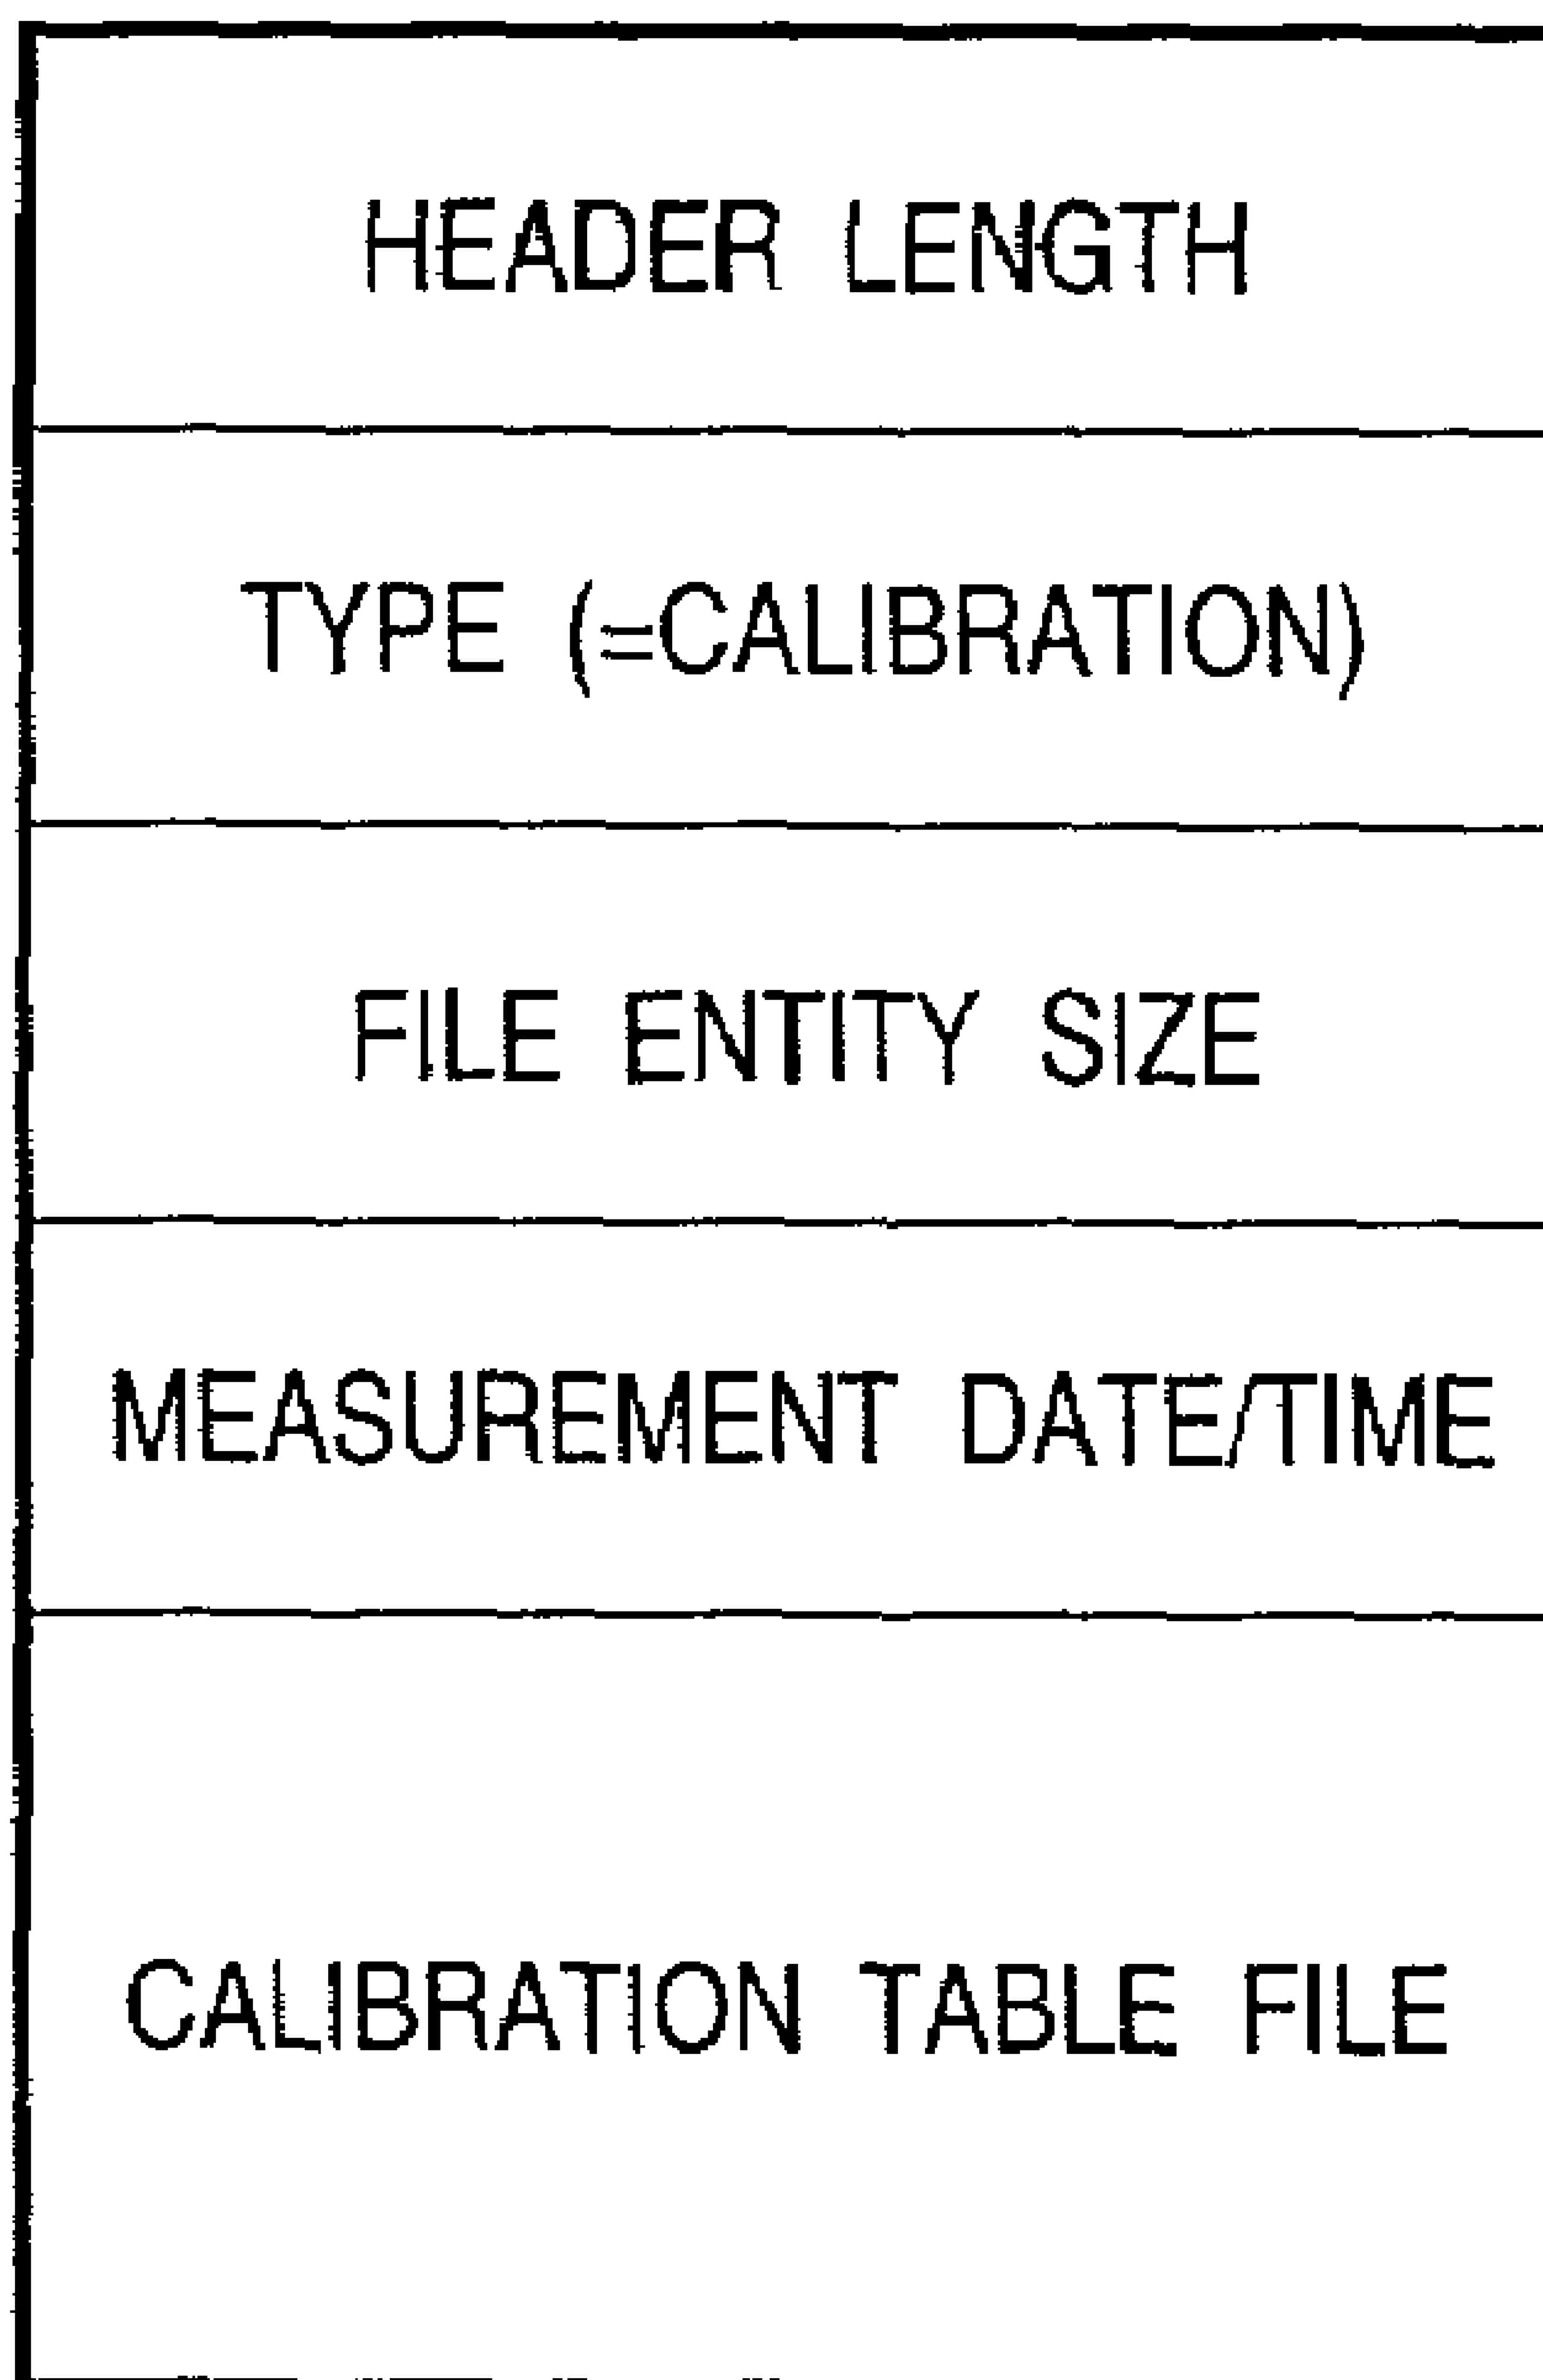 HEADER LENGTH
TYPE (=CALIBRATION)
FILE ENTITY SIZE
MEASUREMENT DATE/TIME
CALIBRATION TABLE FILE